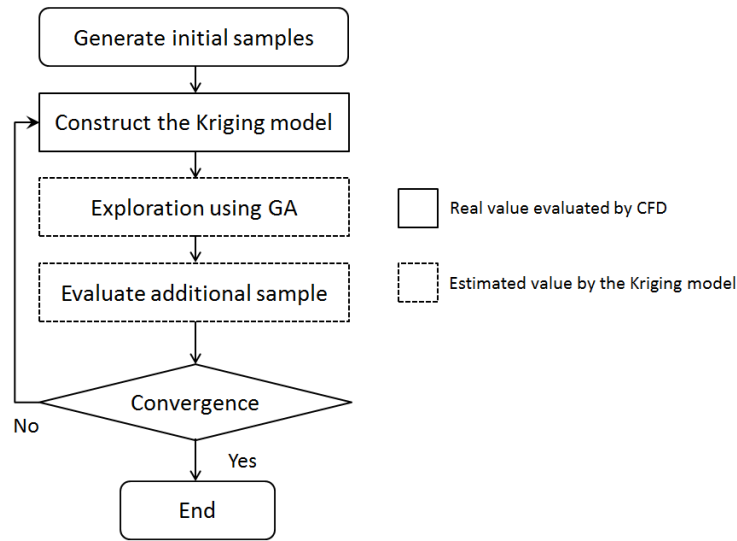 Generate initial samples
Construct the Kriging model
Exploration using GA
Real value evaluated by CFD
Evaluate additional sample
Estimated value by the Kriging model
Convergence
No
Yes
End